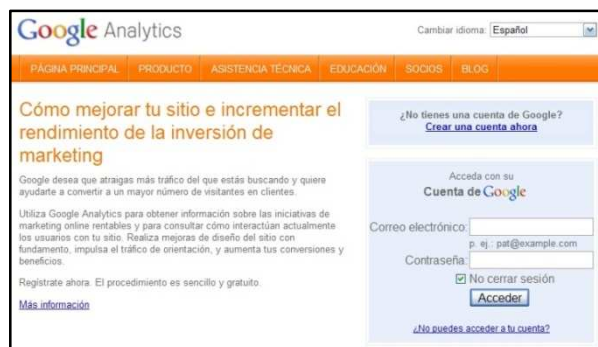 Google Analytics
Cambiar idioma: Español
PÁGINA PRINCIPAL PRODUCTO ASISTENCIA TÉCNICA EDUCACIÓN SOCIOS BLOG
Cómo mejorar tu sitio e incrementar el
rendimiento de la inversión de
marketing
Google desea que atraigas más tráfico del que estás buscando y quiere
ayudarte a convertir a un mayor número de visitantes en clientes.
Utiliza Google Analytics para obtener información sobre las iniciativas de
marketing online rentables y para consultar cómo interactúan actualmente
los usuarios con tu sitio. Realiza mejoras de diseño del sitio con
fundamento, impulsa el tráfico de orientación, y aumenta tus conversiones y
beneficios.
Regístrate ahora. El procedimiento es sencillo y gratuito.
Más información
¿No tienes una cuenta de Google?
Crear una cuenta ahora
Acceda con su
Cuenta de Google
Correo electrónico:
p. ej.: pat@example.com
Contraseña:
No cerrar sesión
Acceder
¿No puedes acceder a tu cuenta?